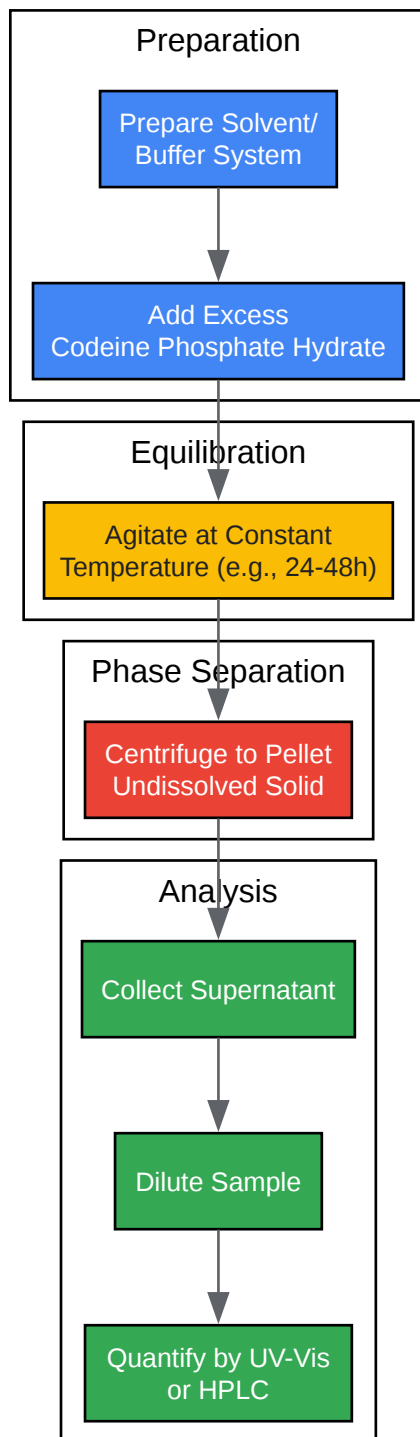 Preparation
Prepare Solvent/
Buffer System
Add Excess
Codeine Phosphate Hydrate
Equilibration
Agitate at Constant
Temperature (e.g., 24-48h)
Phase Separation
Centrifuge to Pellet
Undissolved Solid
Analysis
Collect Supernatant
Dilute Sample
Quantify by UV-Vis
or HPLC